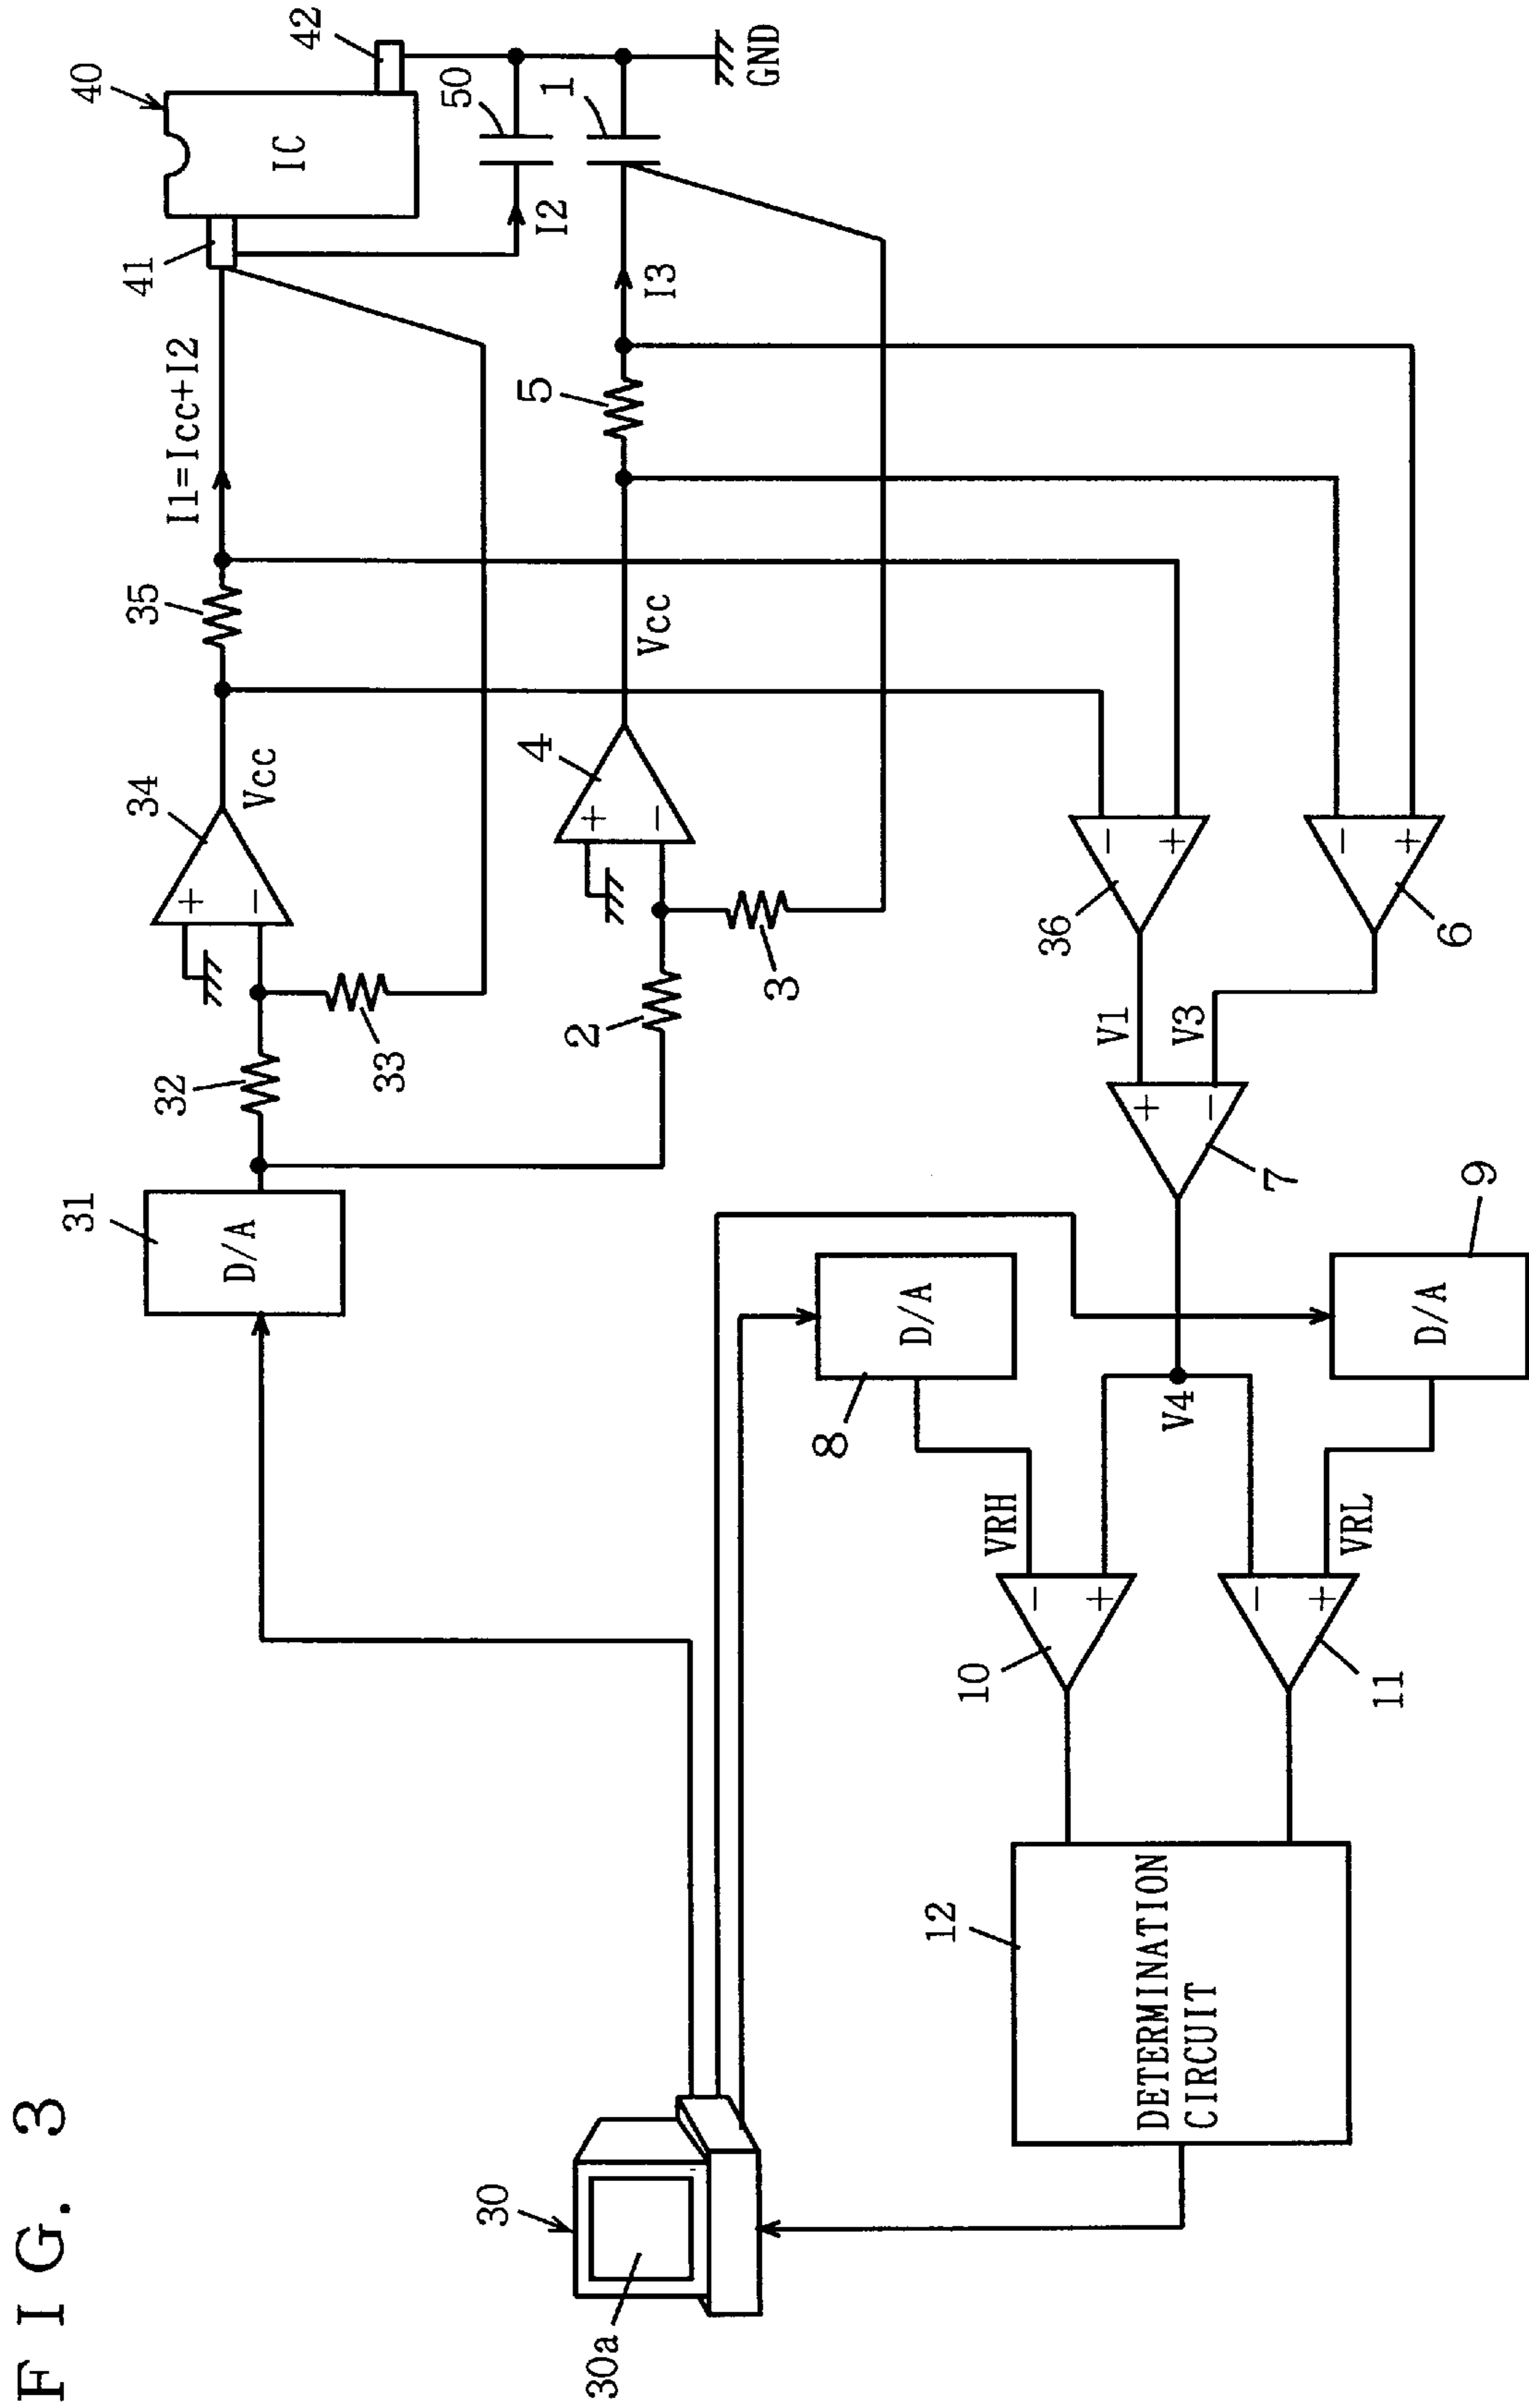 FIG. 3
30
30a
31
D/A
32
33
34
+
-
Vcc
35
I1=Icc+I2
41
40
IC
42
50
I2
1
GND
I3
5
4
+
-
Vcc
2
3
36
-
+
6
-
+
V1
V3
7
+
-
8
D/A
9
D/A
V4
VRH
VRL
10
-
+
11
-
+
12
DETERMINATION
CIRCUIT